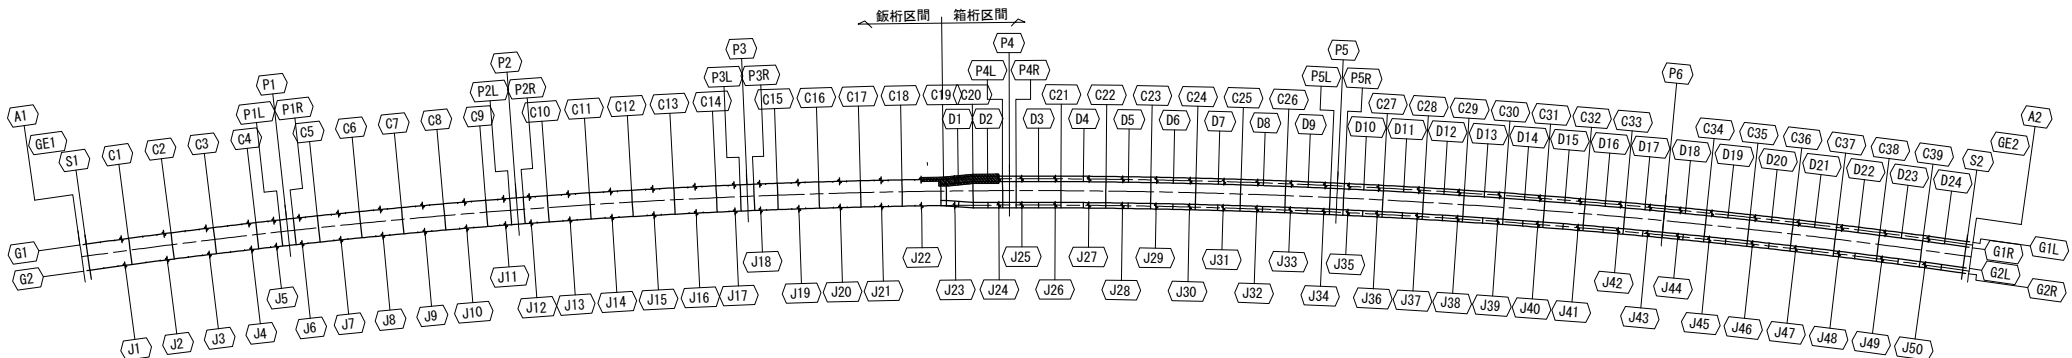 鈑桁区間
箱桁区間
A1
GE1
S1
C1
C2
C3
C4
P1L
P1
P1R
C5
C6
C7
C8
C9
P2L
P2
P2R
C10
C11
C12
C13
C14
P3L
P3
P3R
C15
C16
C17
C18
C19
C20
D1
D2
P4L
P4
P4R
D3
C21
D4
C22
D5
C23
D6
C24
D7
C25
D8
C26
D9
P5L
P5
P5R
D10
C27
D11
C28
D12
C29
D13
C30
D14
C31
D15
C32
D16
C33
D17
P6
D18
C34
D19
C35
D20
C36
D21
C37
D22
C38
D23
C39
D24
S2
GE2
A2
G1
G2
G1L
G1R
G2L
G2R
J1
J2
J3
J4
J5
J6
J7
J8
J9
J10
J11
J12
J13
J14
J15
J16
J17
J18
J19
J20
J21
J22
J23
J24
J25
J26
J27
J28
J29
J30
J31
J32
J33
J34
J35
J36
J37
J38
J39
J40
J41
J42
J43
J44
J45
J46
J47
J48
J49
J50